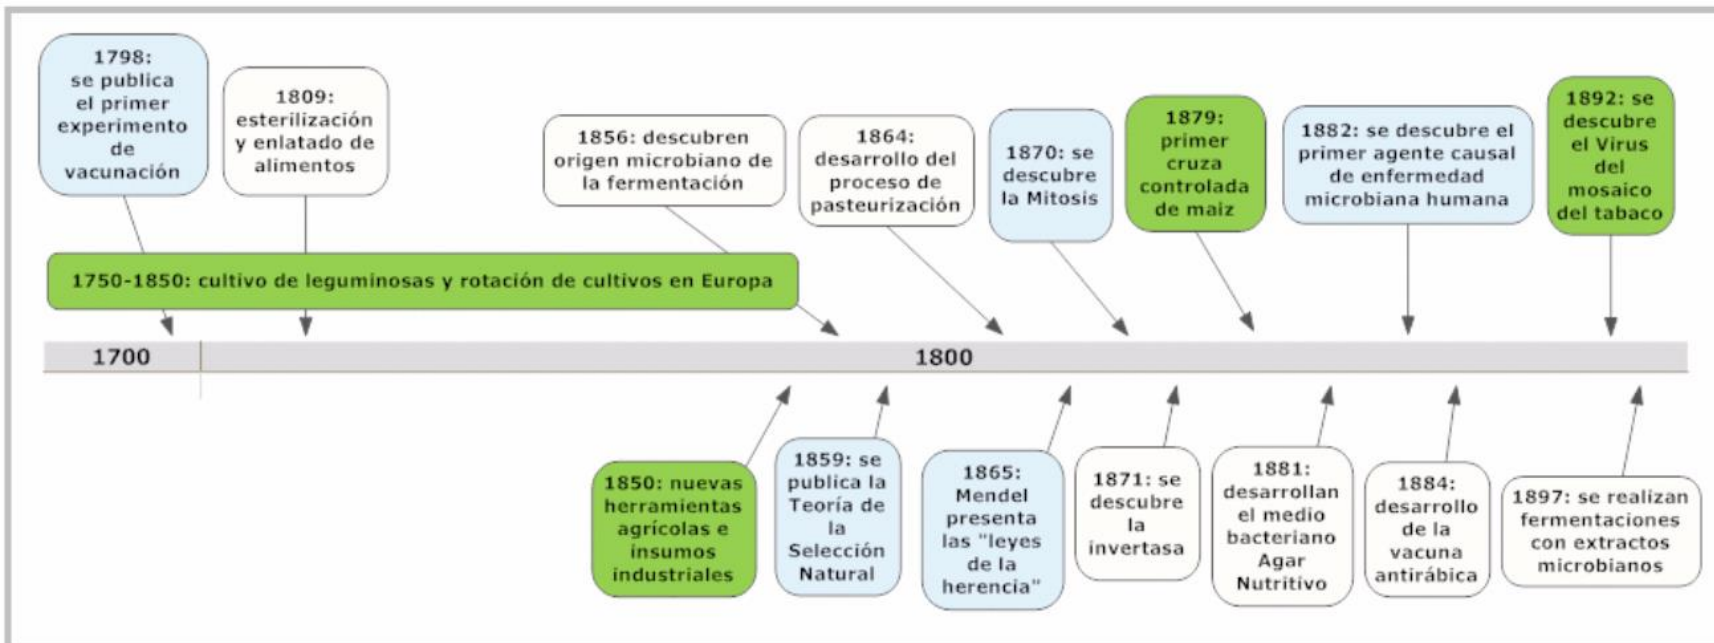 1798:
se publica
el primer
experimento
de
vacunación
1809:
esterilización
y enlatado de
alimentos
1856: descubren
origen microbiano de
la fermentación
1864:
desarrollo del
proceso de
pasteurización
1870: se
descubre
la Mitosis
1879:
primer
cruza
controlada
de maiz
1882: se descubre el
primer agente causal
de enfermedad
microbiana humana
1892: se
descubre
el Virus
del
mosaico
del tabaco
1750-1850: cultivo de leguminosas y rotación de cultivos en Europa
1700
1800
1850: nuevas
herramientas
agrícolas e
insumos
industriales
1859: se
publica la
Teoría de
la
Selección
Natural
1865:
Mendel
presenta
las "leyes
de la
herencia"
1871: se
descubre
la
invertasa
1881:
desarrollan
el medio
bacteriano
Agar
Nutritivo
1884:
desarrollo
de la
vacuna
antirábica
1897: se realizan
fermentaciones
con extractos
microbianos